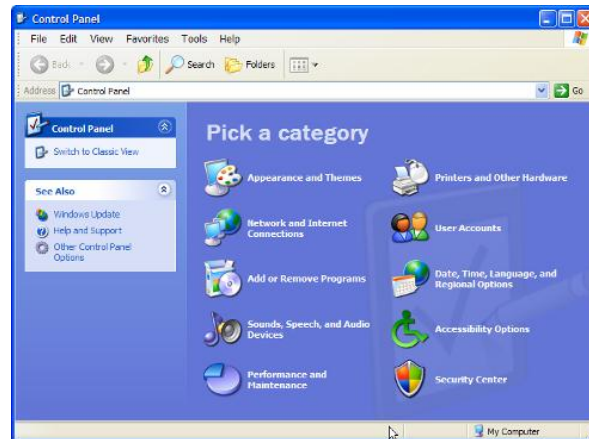 Control Panel
File Edit View Favorites Tools Help
Back Search Folders
Address Control Panel Go
Control Panel
Switch to Classic View
See Also
Windows Update
Help and Support
Other Control Panel
Options
Pick a category
Appearance and Themes
Printers and Other Hardware
Network and Internet
Connections
User Accounts
Add or Remove Programs
Date, Time, Language, and
Regional Options
Sounds, Speech, and Audio
Devices
Accessibility Options
Performance and
Maintenance
Security Center
My Computer